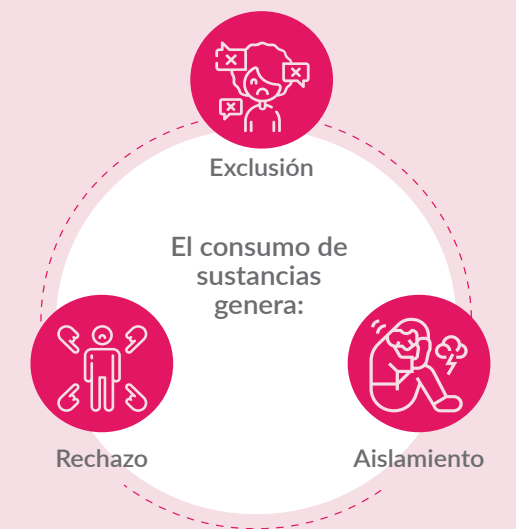 Exclusión
El consumo de
sustancias
genera:
Rechazo
Aislamiento